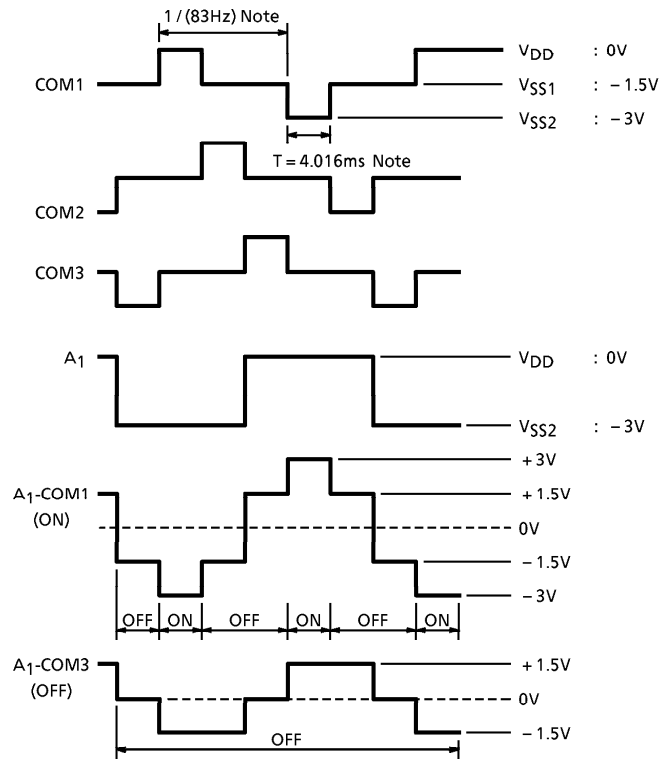 1 / (83Hz) Note
VDD : 0V
COM1 VSS1 : −1.5V
VSS2 : −3V
T = 4.016ms Note
COM2
COM3
A1 VDD : 0V
VSS2 : −3V
+3V
A1-COM1 +1.5V
(ON) 0V
−1.5V
−3V
OFF ON OFF ON OFF ON
A1-COM3 +1.5V
(OFF) 0V
−1.5V
OFF